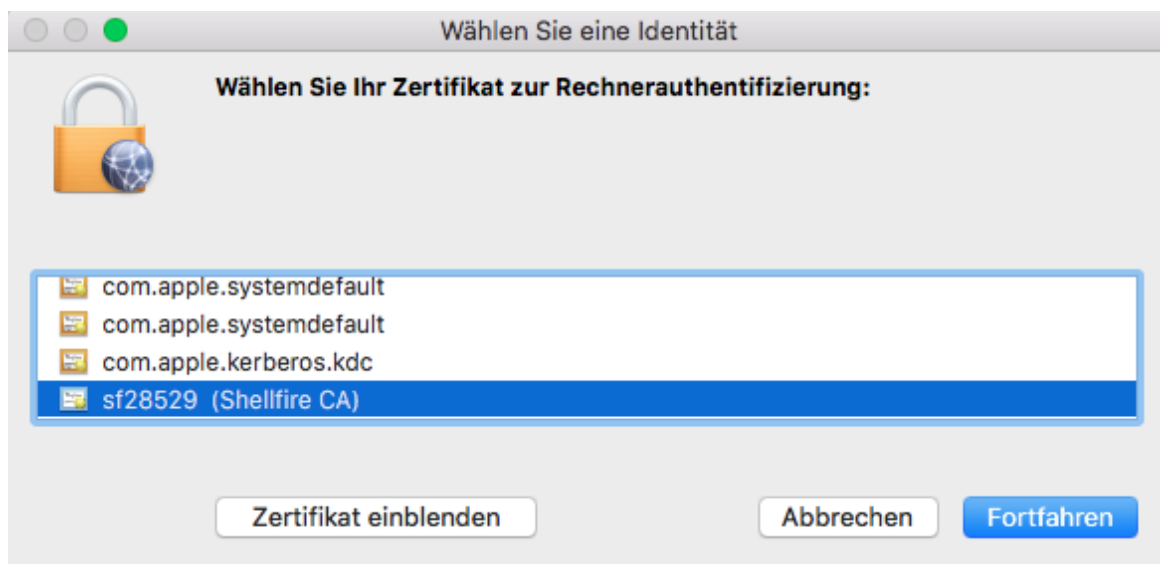 Wählen Sie eine Identität
Wählen Sie Ihr Zertifikat zur Rechnerauthentifizierung:
com.apple.systemdefault
com.apple.systemdefault
com.apple.kerberos.kdc
sf28529 (Shellfire CA)
Zertifikat einblenden
Abbrechen
Fortfahren